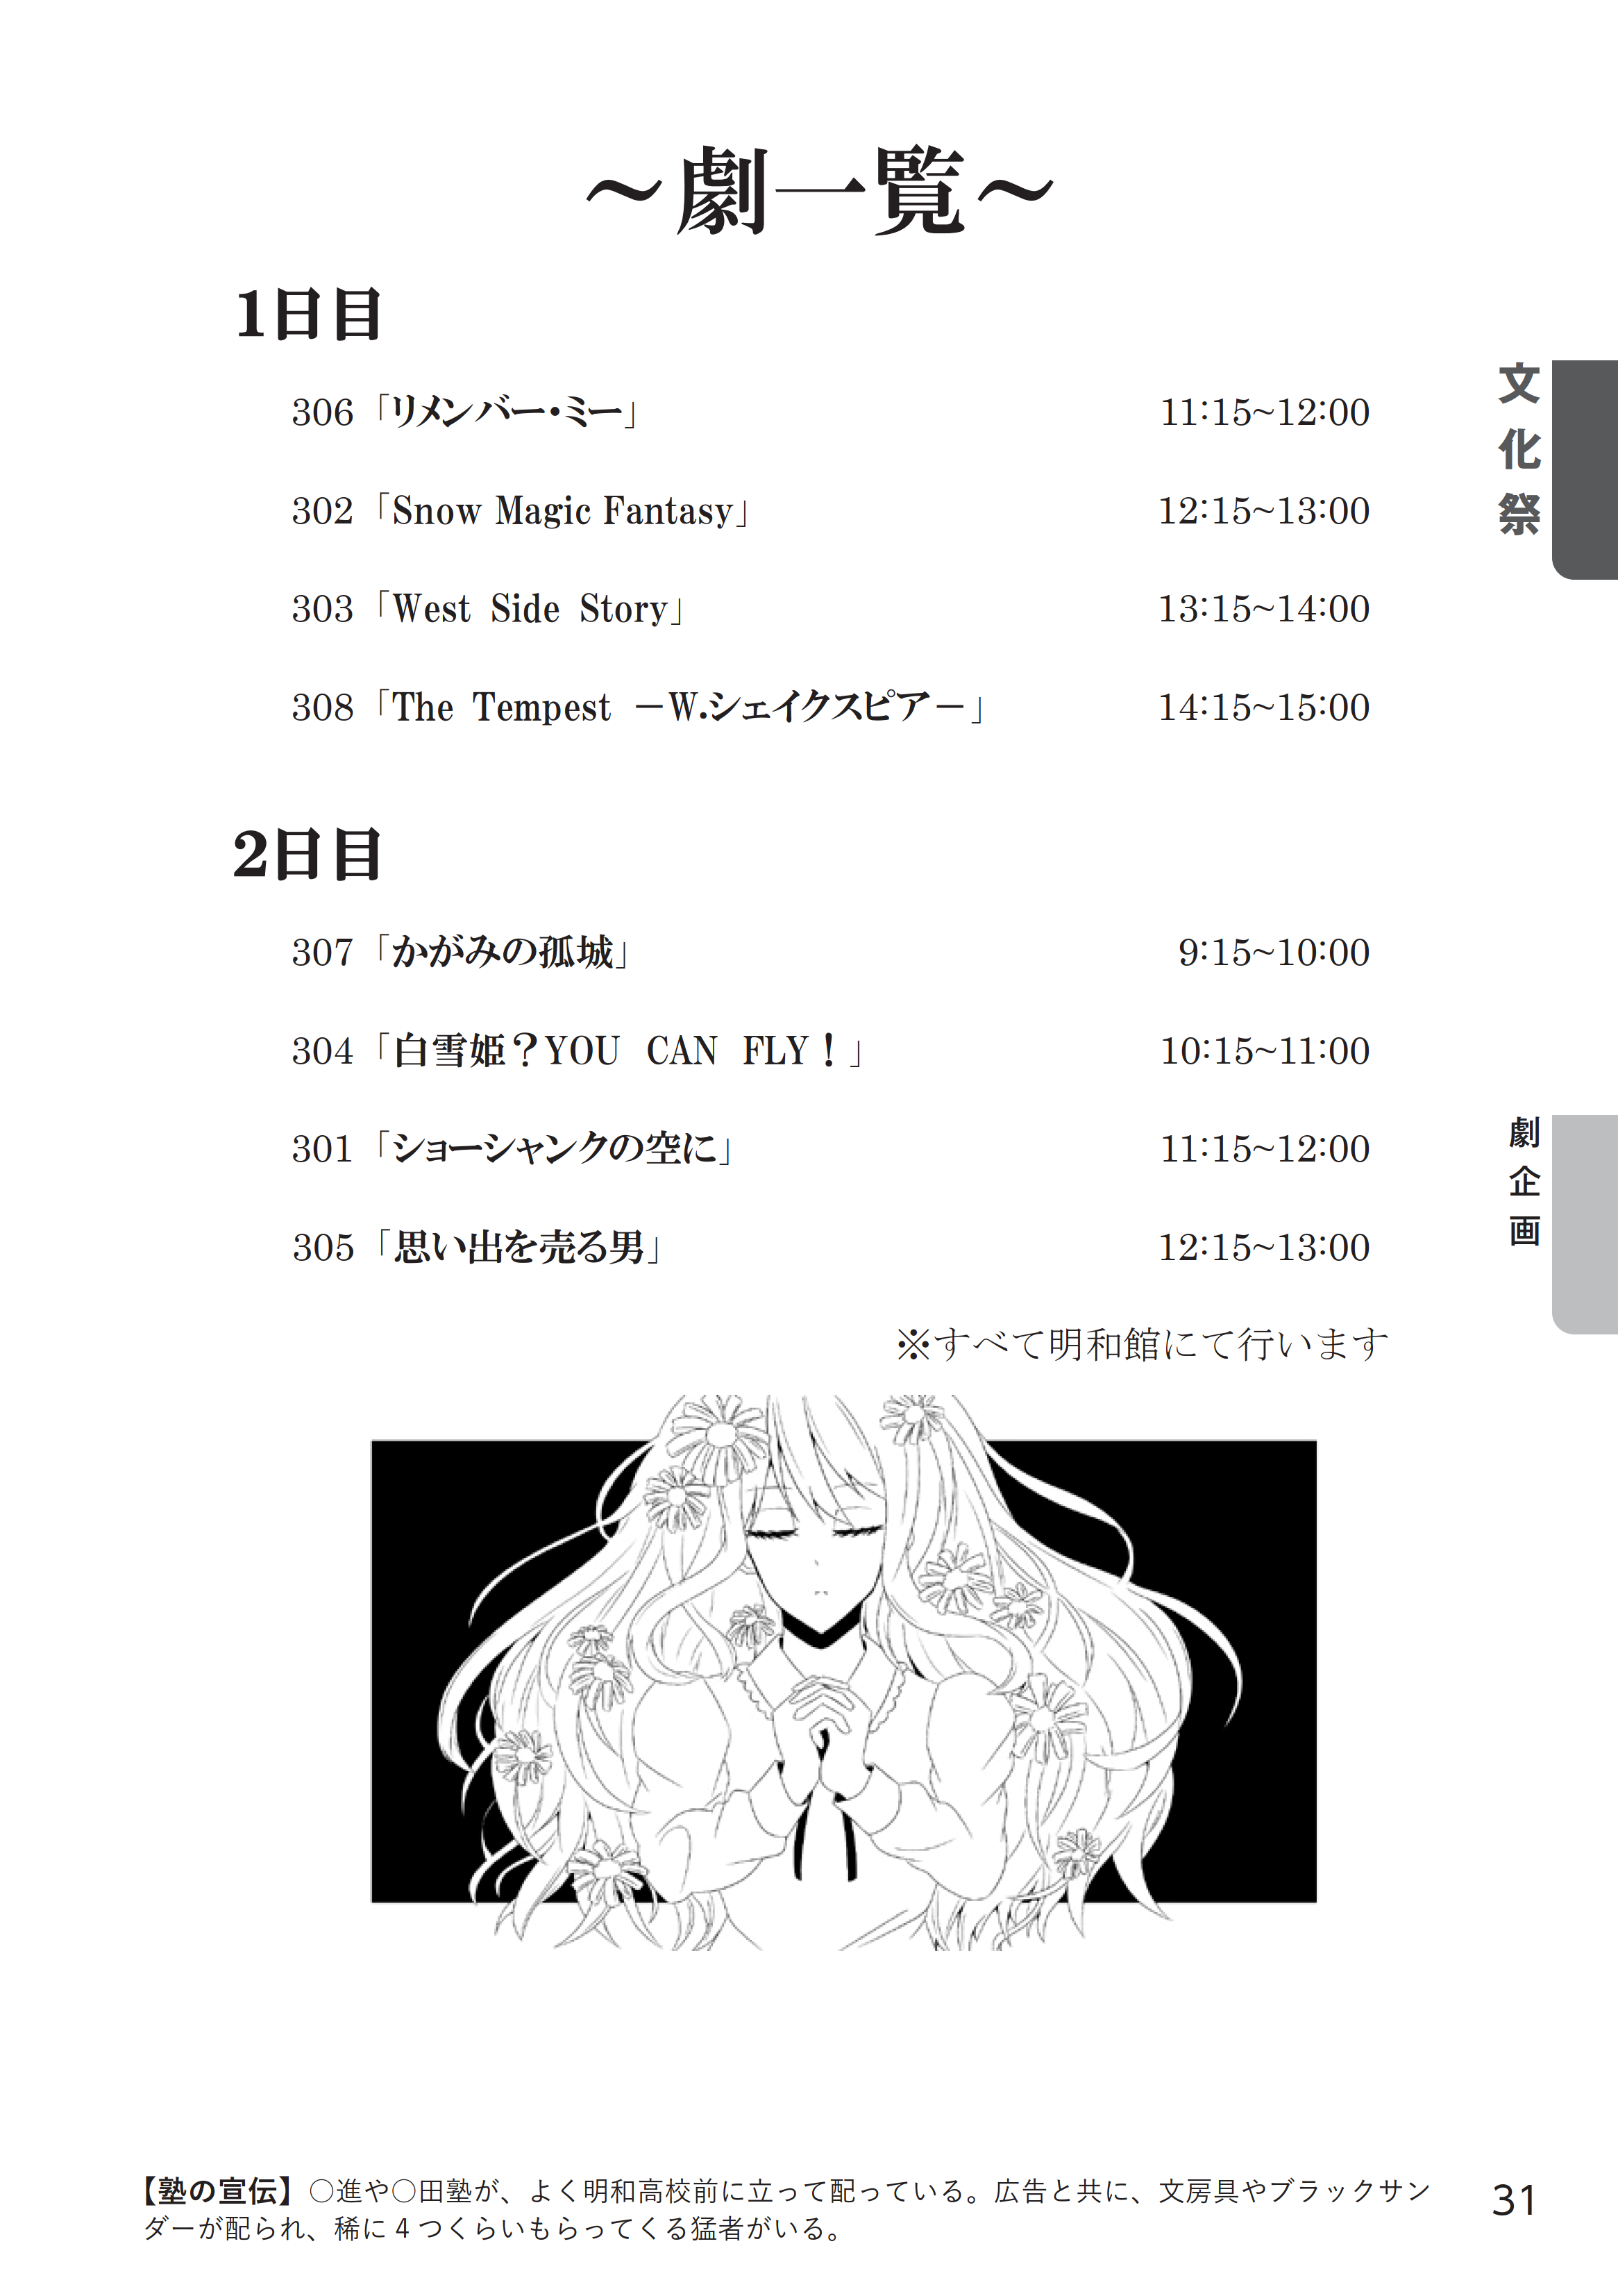 ～劇一覧～
1日目
306「リメンバー・ミー」 11:15~12:00
302「Snow Magic Fantasy」 12:15~13:00
303「West Side Story」 13:15~14:00
308「The Tempest －W.シェイクスピア－」 14:15~15:00
2日目
307「かがみの孤城」 9:15~10:00
304「白雪姫？YOU CAN FLY！」 10:15~11:00
301「ショーシャンクの空に」 11:15~12:00
305「思い出を売る男」 12:15~13:00
※すべて明和館にて行います
文化祭
劇企画
【塾の宣伝】○進や○田塾が、よく明和高校前に立って配っている。広告と共に、文房具やブラックサン
ダーが配られ、稀に 4 つくらいもらってくる猛者がいる。
31